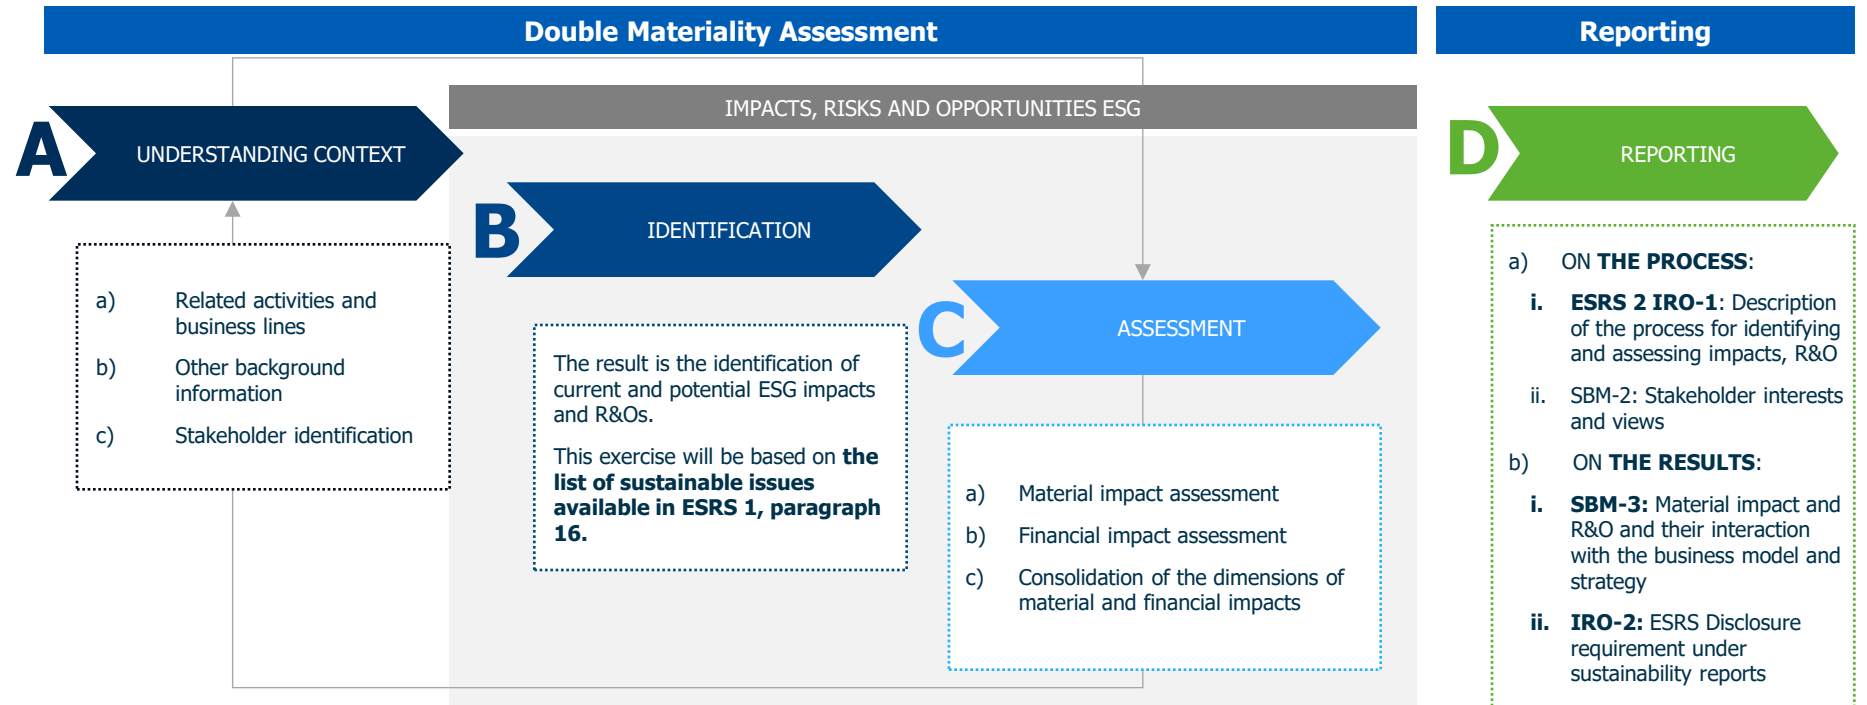 Double Materiality Assessment
Reporting
IMPACTS, RISKS AND OPPORTUNITIES ESG
A
UNDERSTANDING CONTEXT
a) Related activities and
business lines
b) Other background
information
c) Stakeholder identification
B
IDENTIFICATION
The result is the identification of
current and potential ESG impacts
and R&Os.
This exercise will be based on the
list of sustainable issues
available in ESRS 1, paragraph
16.
C
ASSESSMENT
a) Material impact assessment
b) Financial impact assessment
c) Consolidation of the dimensions of
material and financial impacts
D
REPORTING
a) ON THE PROCESS:
i. ESRS 2 IRO-1: Description
of the process for identifying
and assessing impacts, R&O
ii. SBM-2: Stakeholder interests
and views
b) ON THE RESULTS:
i. SBM-3: Material impact and
R&O and their interaction
with the business model and
strategy
ii. IRO-2: ESRS Disclosure
requirement under
sustainability reports